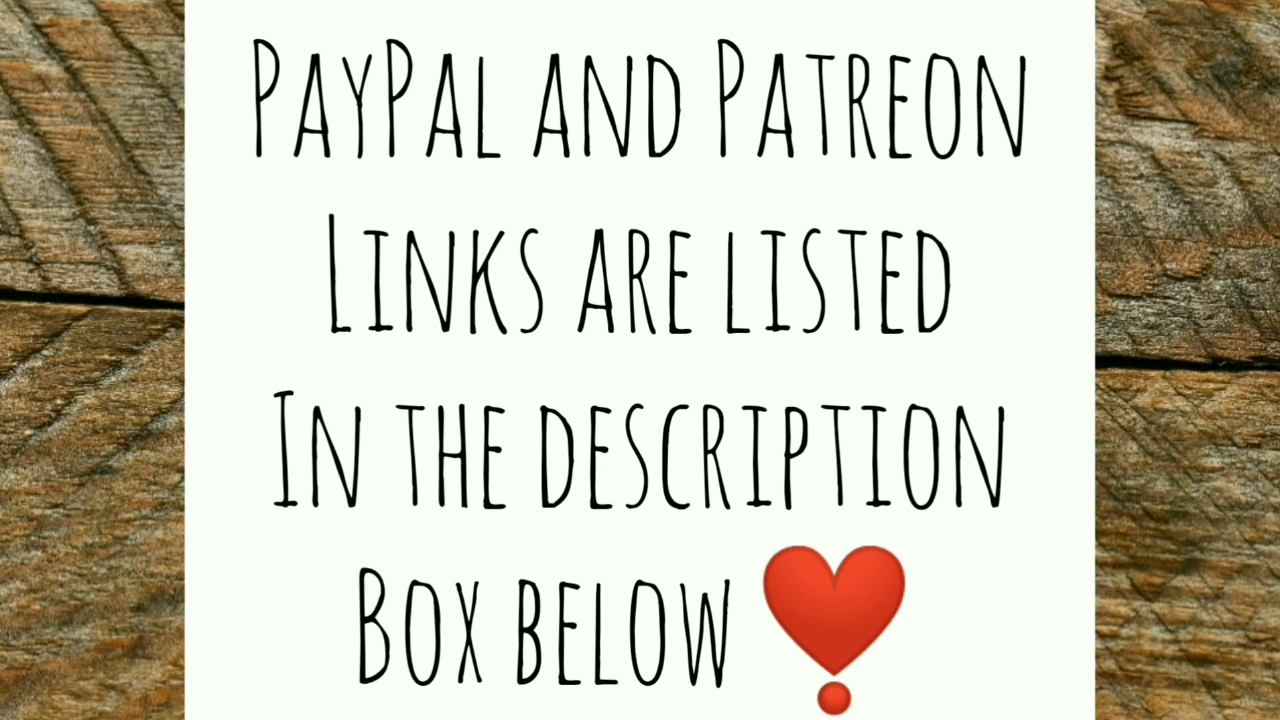 PayPal and Patreon
Links are listed
In the description
Box below ❣